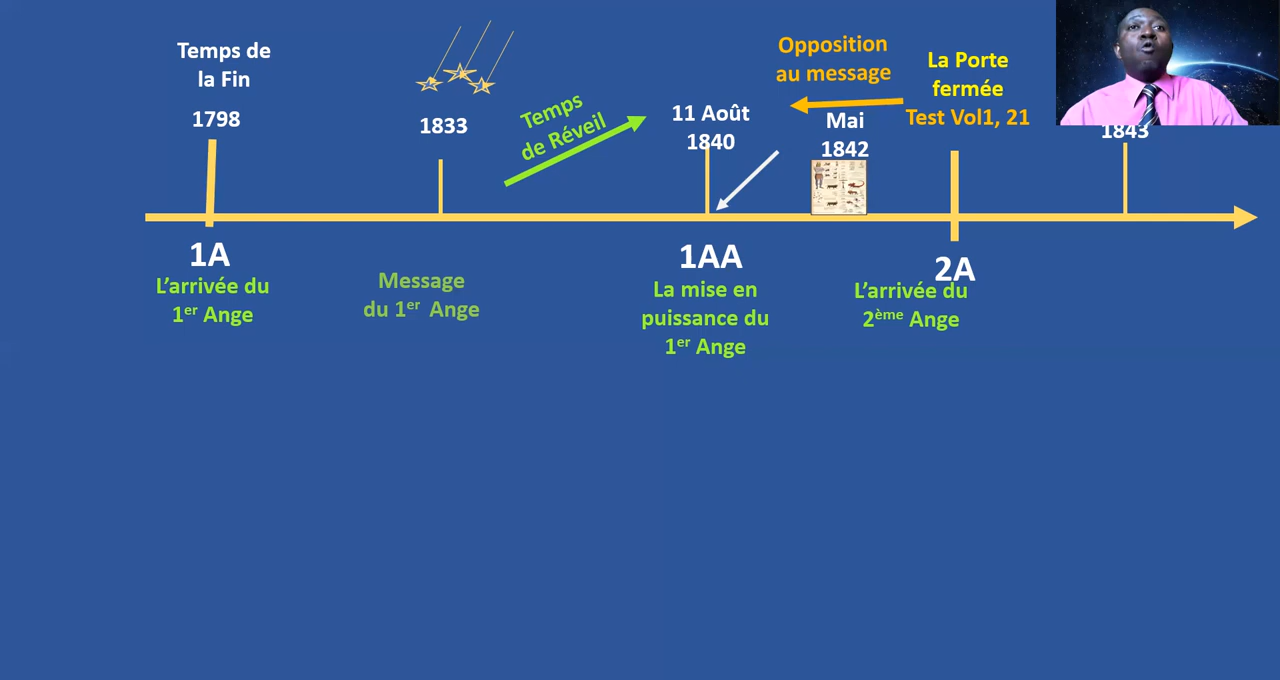 Temps de
la Fin
1798
1833
Temps
de Réveil
11 Août
1840
Opposition
au message
Mai
1842
La Porte
fermée
Test Vol1, 21
1843
1A
L’arrivée du
1er Ange
Message
du 1er Ange
1AA
La mise en
puissance du
1er Ange
2A
L’arrivée du
2ème Ange